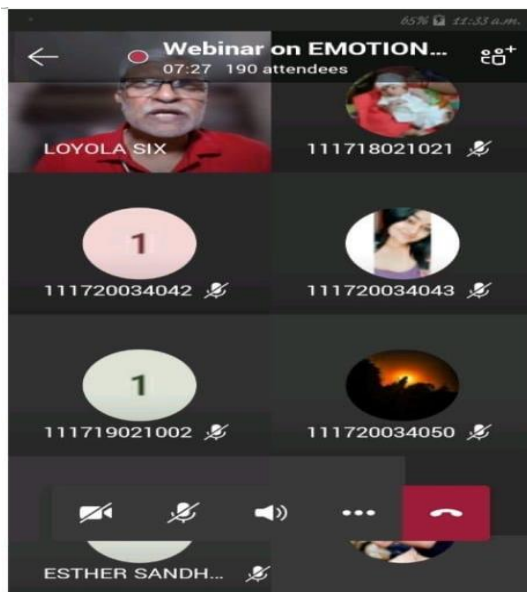 65% 11:33 a.m.
Webinar on EMOTION...
07:27 190 attendees
LOYOLA SIX
111718021021
1
111720034042
111720034043
1
111719021002
111720034050
ESTHER SANDH...